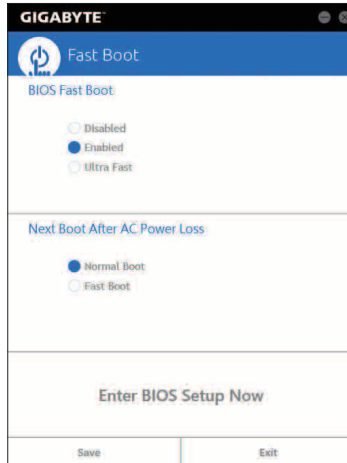 GIGABYTE™
Fast Boot
BIOS Fast Boot
Disabled
Enabled
Ultra Fast
Next Boot After AC Power Loss
Normal Boot
Fast Boot
Enter BIOS Setup Now
Save Exit